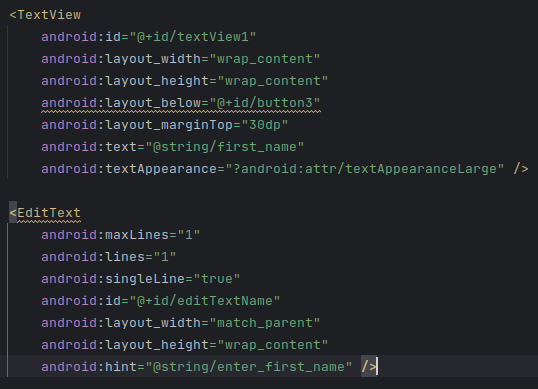 <TextView
android:id="@+id/textView1"
android:layout_width="wrap_content"
android:layout_height="wrap_content"
android:layout_below="@+id/button3"
android:layout_marginTop="30dp"
android:text="@string/first_name"
android:textAppearance="?android:attr/textAppearanceLarge" />
<EditText
android:maxLines="1"
android:lines="1"
android:singleLine="true"
android:id="@+id/editTextName"
android:layout_width="match_parent"
android:layout_height="wrap_content"
android:hint="@string/enter_first_name" />